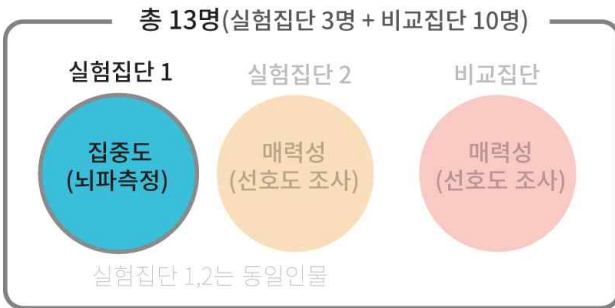 총 13명(실험집단 3명 + 비교집단 10명)
실험집단 1
실험집단 2
비교집단
집중도
(뇌파측정)
매력성
(선호도 조사)
매력성
(선호도 조사)
실험집단 1,2는 동일인물